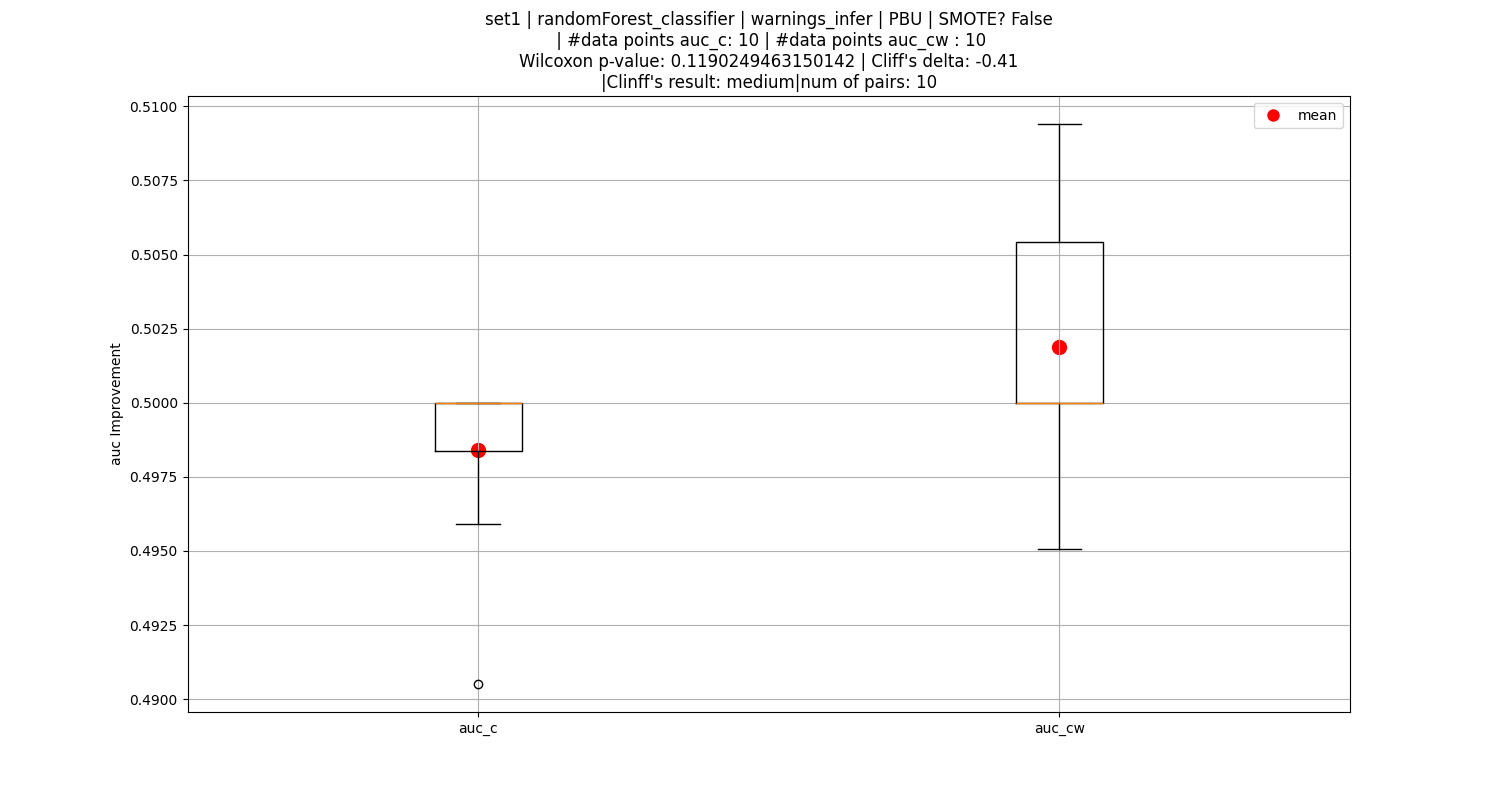 set1 | randomForest_classifier | warnings_infer | PBU | SMOTE? False
| #data points auc_c: 10 | #data points auc_cw : 10
Wilcoxon p-value: 0.1190249463150142 | Cliff's delta: -0.41
|Clinff's result: medium|num of pairs: 10
mean
0.5100
0.5075
0.5050
0.5025
0.5000
0.4975
0.4950
0.4925
0.4900
auc Improvement
auc_c
auc_cw